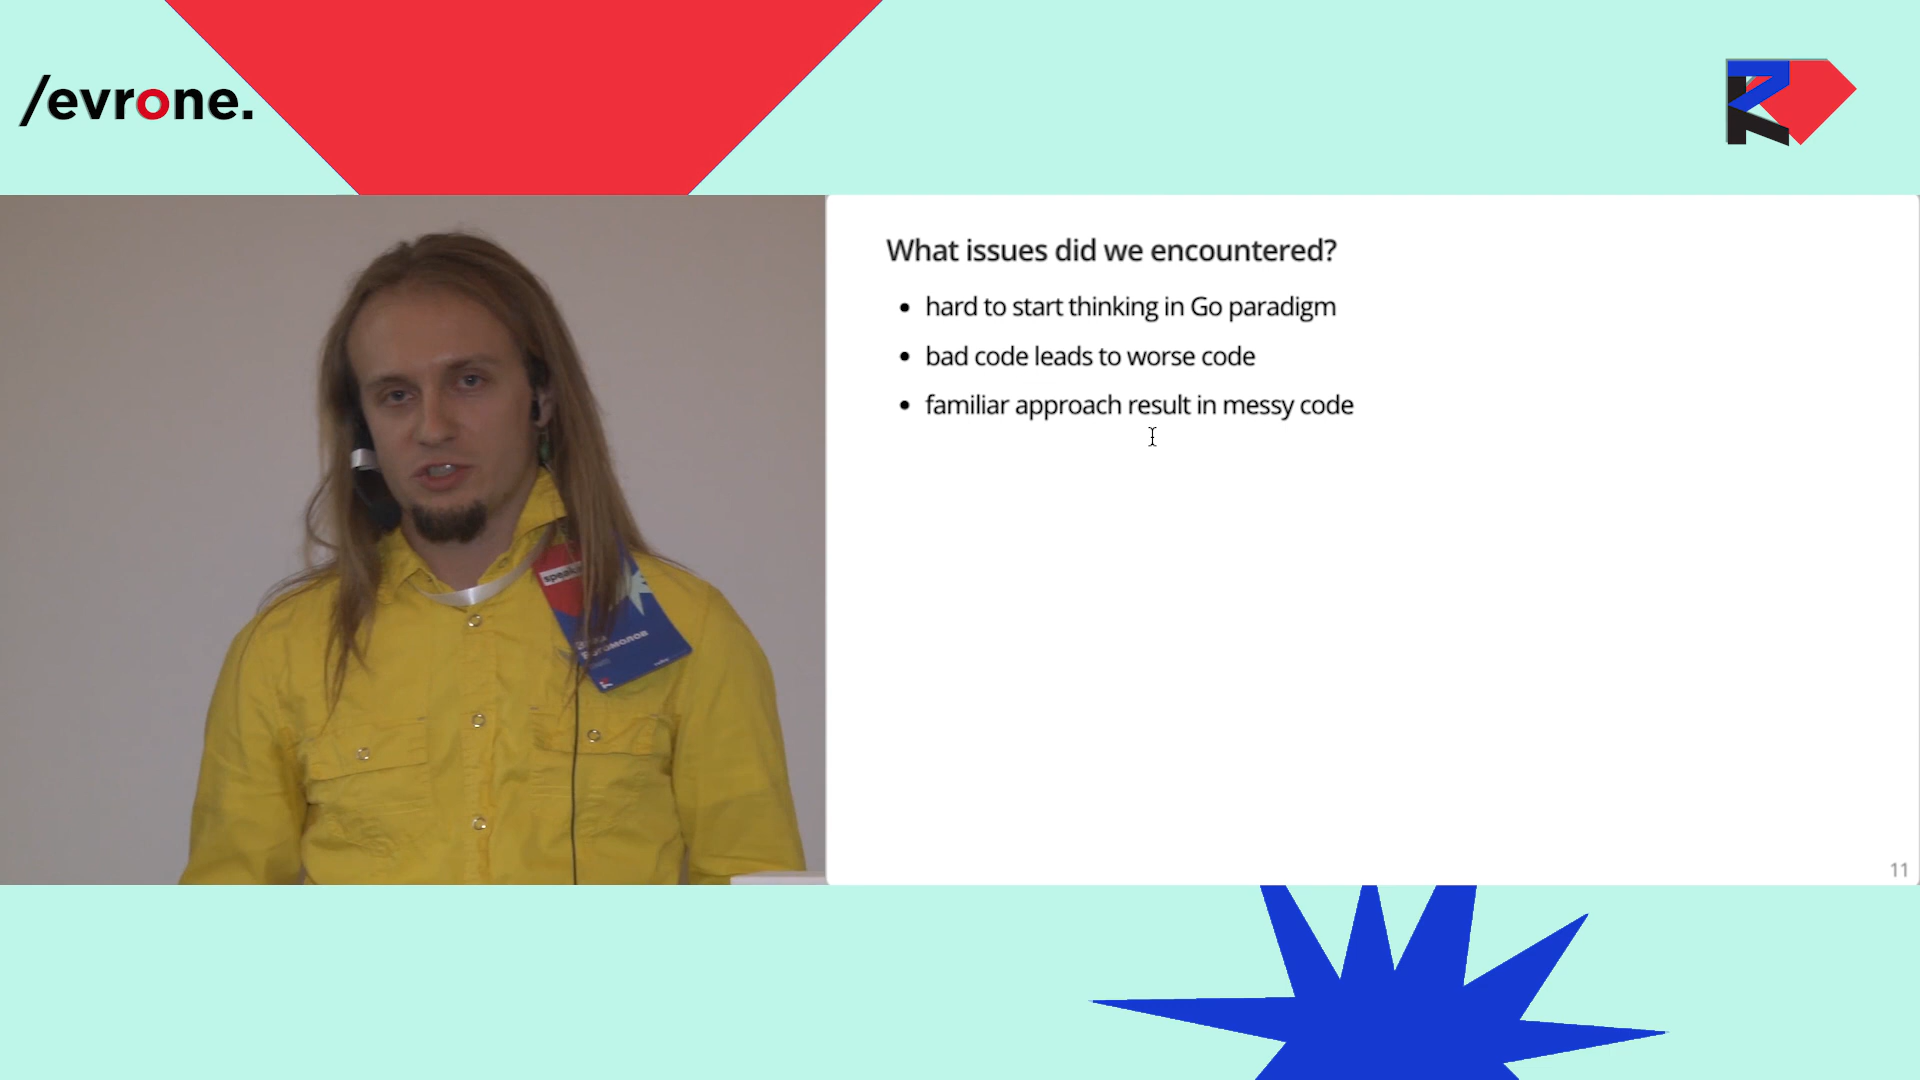 /evrone.
What issues did we encountered?
• hard to start thinking in Go paradigm
• bad code leads to worse code
• familiar approach result in messy code
11